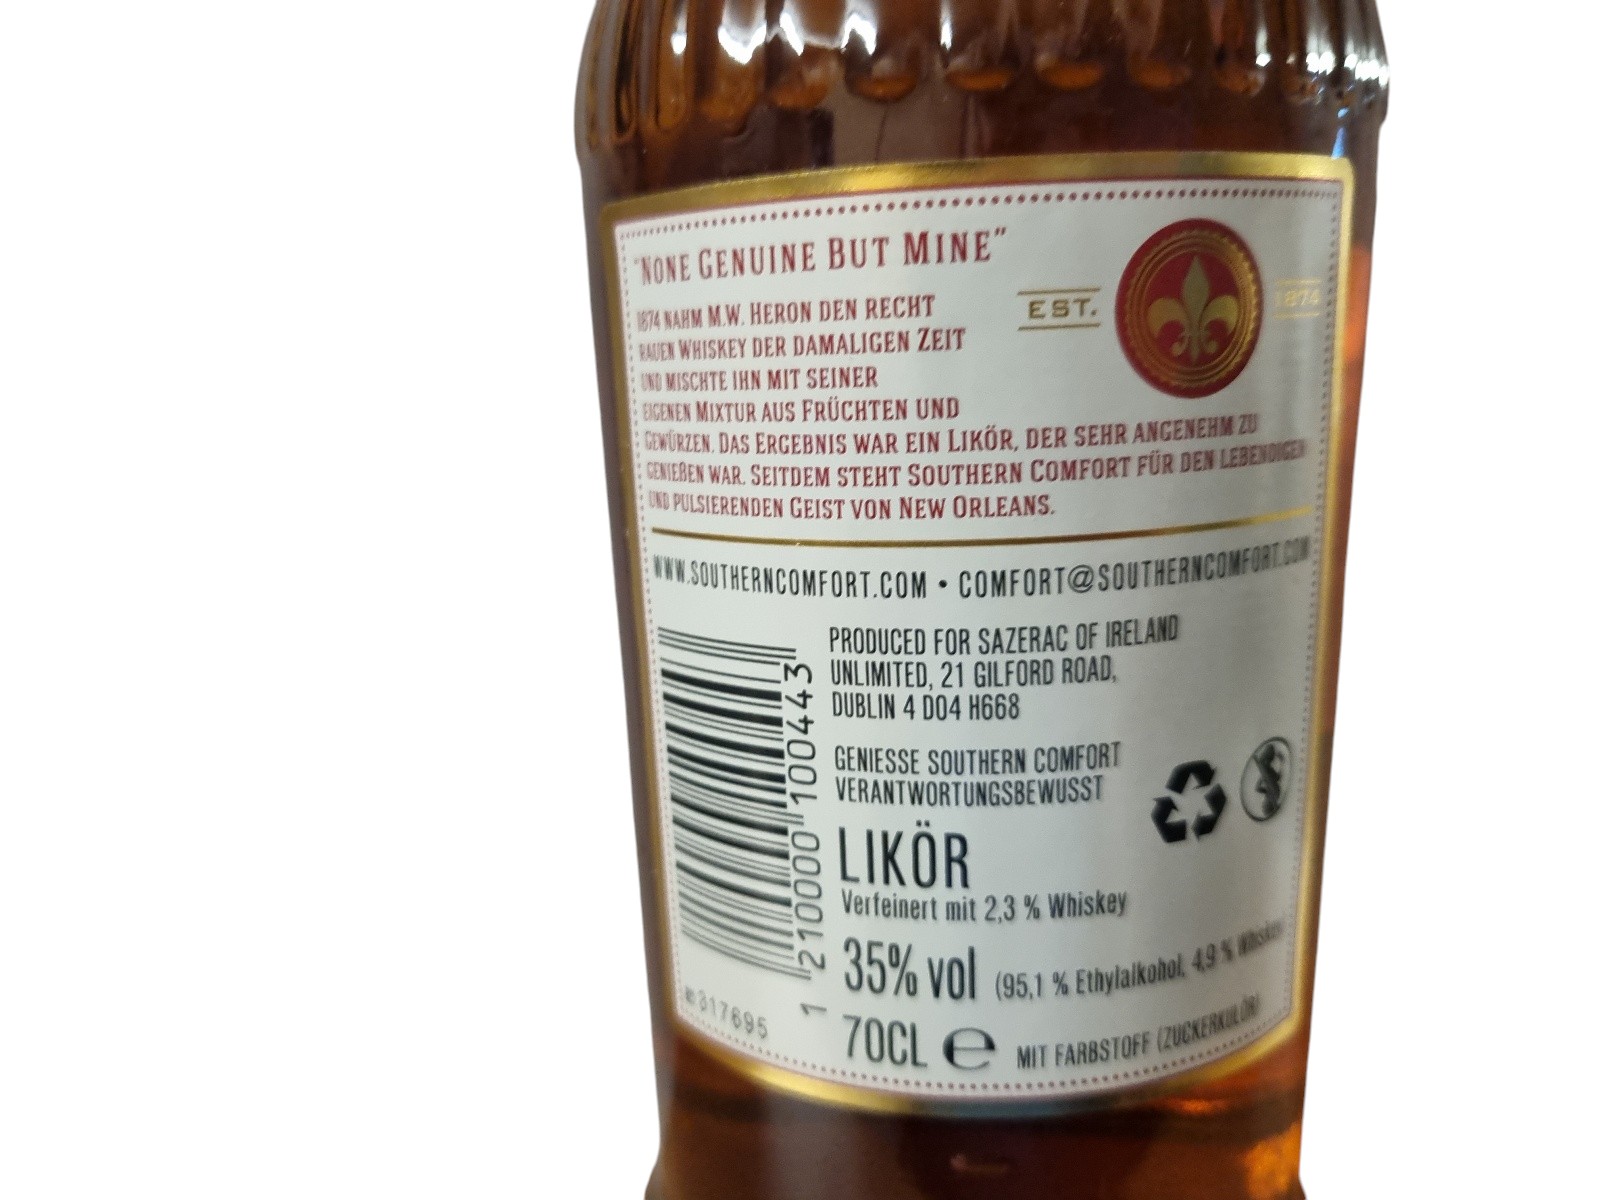 "None Genuine But Mine"
EST. 1874
1874 NAHM M.W. HERON DEN RECHT
RAUEN WHISKEY DER DAMALIGEN ZEIT
UND MISCHTE IHN MIT SEINER
EIGENEN MIXTUR AUS FRÜCHTEN UND
GEWÜRZEN. DAS ERGEBNIS WAR EIN LIKÖR, DER SEHR ANGENEHM ZU
GENIEßEN WAR. SEITDEM STEHT SOUTHERN COMFORT FÜR DEN LEBENDIGEN
UND PULSIERENDEN GEIST VON NEW ORLEANS.
WWW.SOUTHERNCOMFORT.COM • COMFORT@SOUTHERNCOMFORT.COM
PRODUCED FOR SAZERAC OF IRELAND
UNLIMITED, 21 GILFORD ROAD,
DUBLIN 4 D04 H668
GENIESSE SOUTHERN COMFORT
VERANTWORTUNGSBEWUSST
LIKÖR
Verfeinert mit 2,3 % Whiskey
35% vol (95,1 % Ethylalkohol, 4,9 % Whiskey
70CL e MIT FARBSTOFF (ZUCKERKULÖR)
1 210000 100443
317695